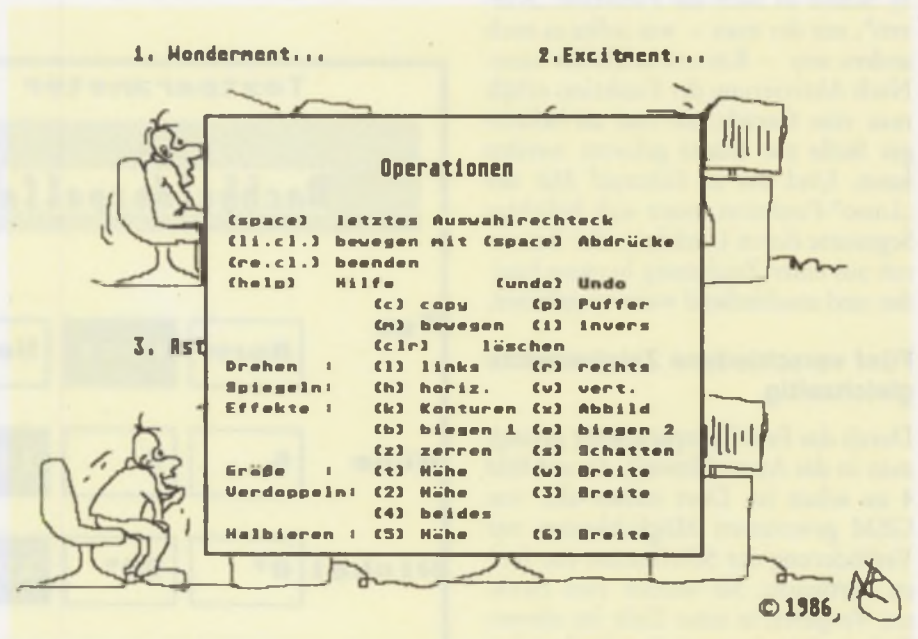 1. Wonderment... 2.Excitment...
Operationen
(space) letztes Auswahlrechteck
(li.cl.) bewegen mit (space) Abdrücke
(re.cl.) beenden
(help) Hilfe (undo) Undo
(c) copy (p) Puffer
(m) bewegen (i) invers
3. Ast (clr) löschen
Drehen : (l) links (r) rechts
Spiegeln: (h) horiz. (v) vert.
Effekte : (k) Konturen (x) Abbild
(b) biegen 1 (e) biegen 2
(z) zerren (s) Schatten
Größe : (t) Höhe (w) Breite
Verdoppeln: (2) Höhe (3) Breite
(4) beides
Halbieren : (5) Höhe (6) Breite
© 1986,